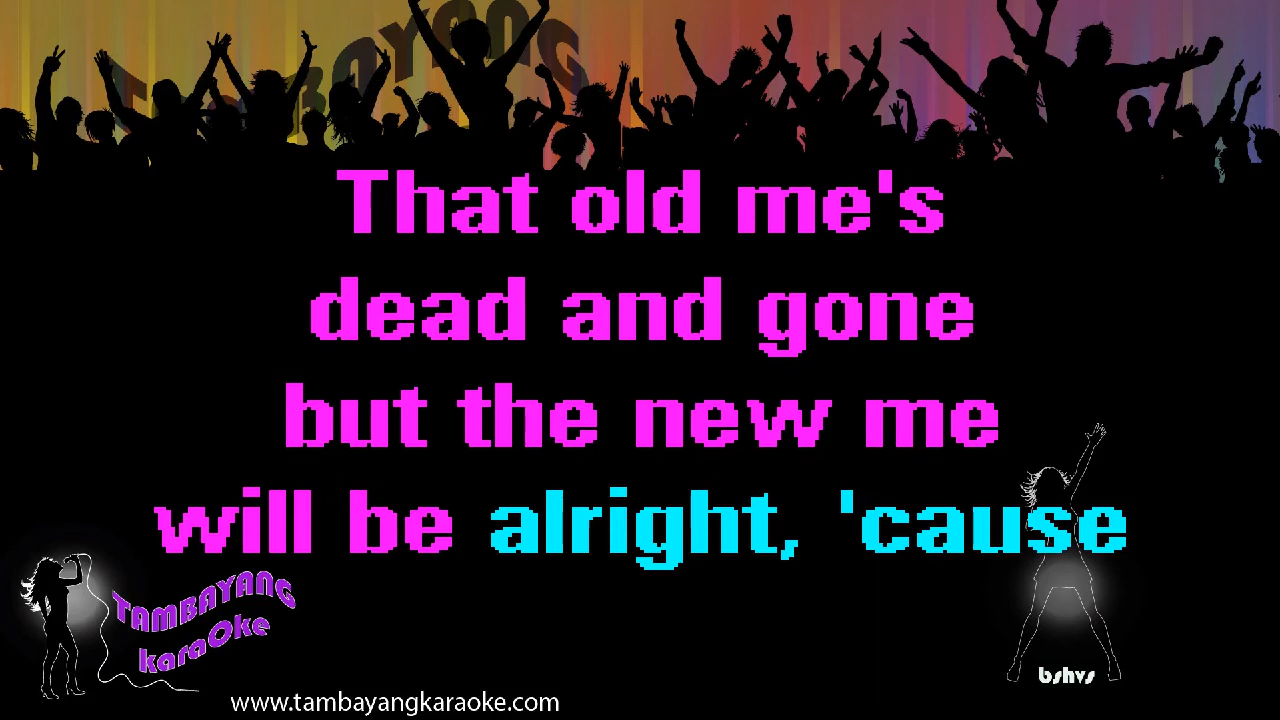 TAMBAYANG
That old me's
dead and gone
but the new me
will be alright, 'cause
TAMBAYANG
karaOke
bshvs
www.tambayangkaraoke.com